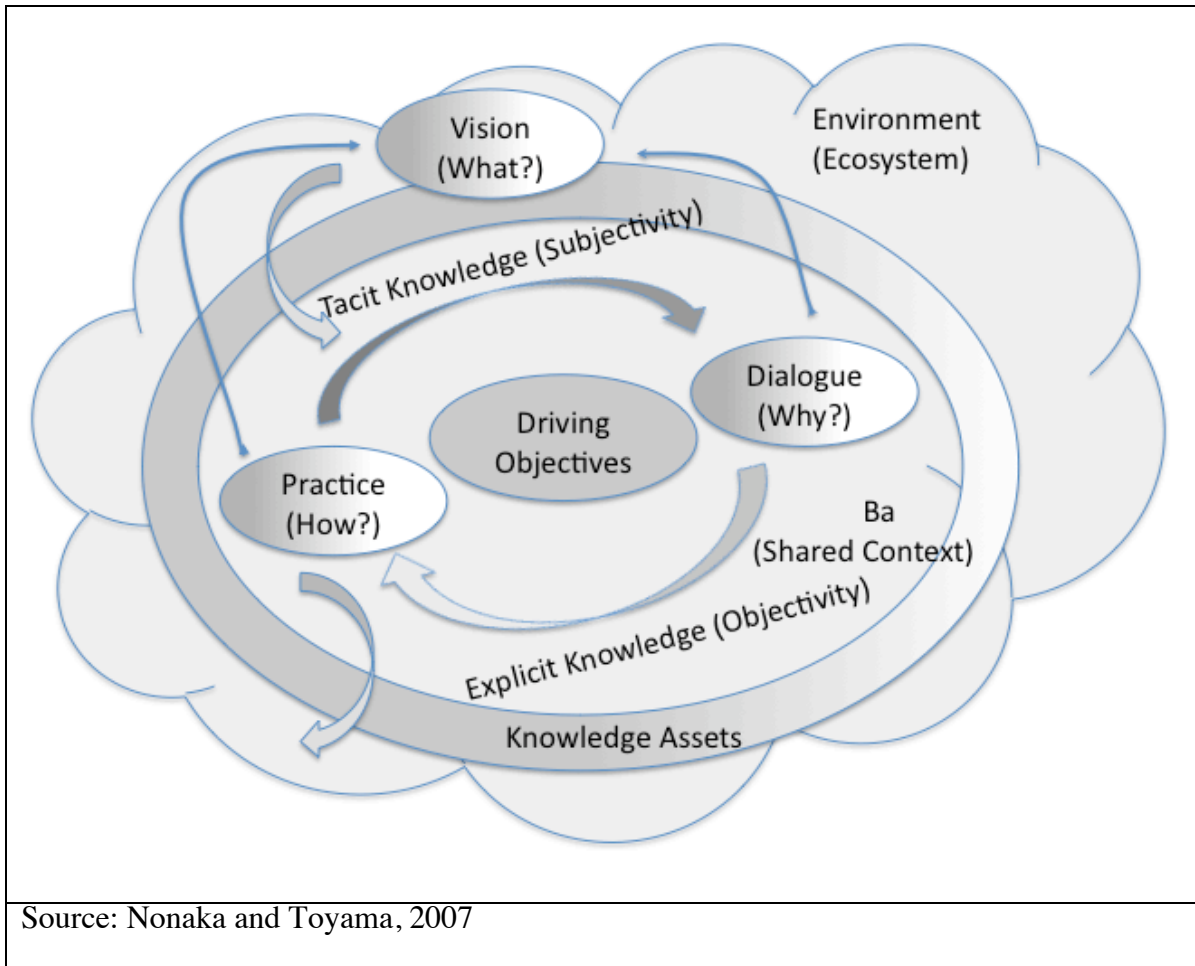 Vision
(What?)
Environment
(Ecosystem)
Tacit Knowledge (Subjectivity)
Dialogue
(Why?)
Driving
Objectives
Practice
(How?)
Ba
(Shared Context)
Explicit Knowledge (Objectivity)
Knowledge Assets
Source: Nonaka and Toyama, 2007